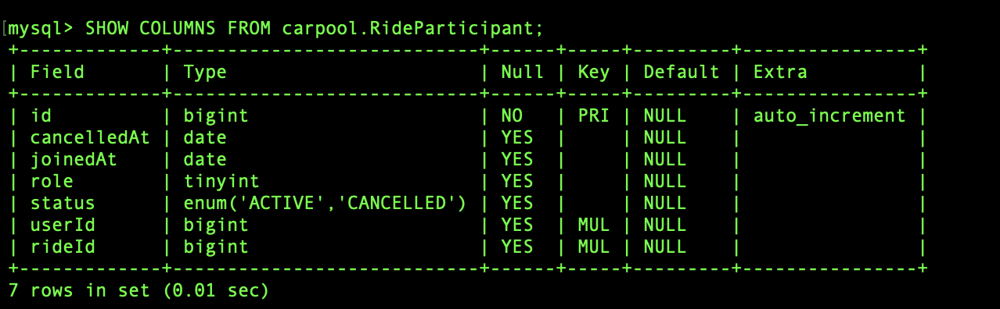 [mysql> SHOW COLUMNS FROM carpool.RideParticipant;
+-------------+----------------------------+------+-----+---------+----------------+
| Field       | Type                       | Null | Key | Default | Extra          |
+-------------+----------------------------+------+-----+---------+----------------+
| id          | bigint                     | NO   | PRI | NULL    | auto_increment |
| cancelledAt | date                       | YES  |     | NULL    |                |
| joinedAt    | date                       | YES  |     | NULL    |                |
| role        | tinyint                    | YES  |     | NULL    |                |
| status      | enum('ACTIVE','CANCELLED') | YES  |     | NULL    |                |
| userId      | bigint                     | YES  | MUL | NULL    |                |
| rideId      | bigint                     | YES  | MUL | NULL    |                |
+-------------+----------------------------+------+-----+---------+----------------+
7 rows in set (0.01 sec)